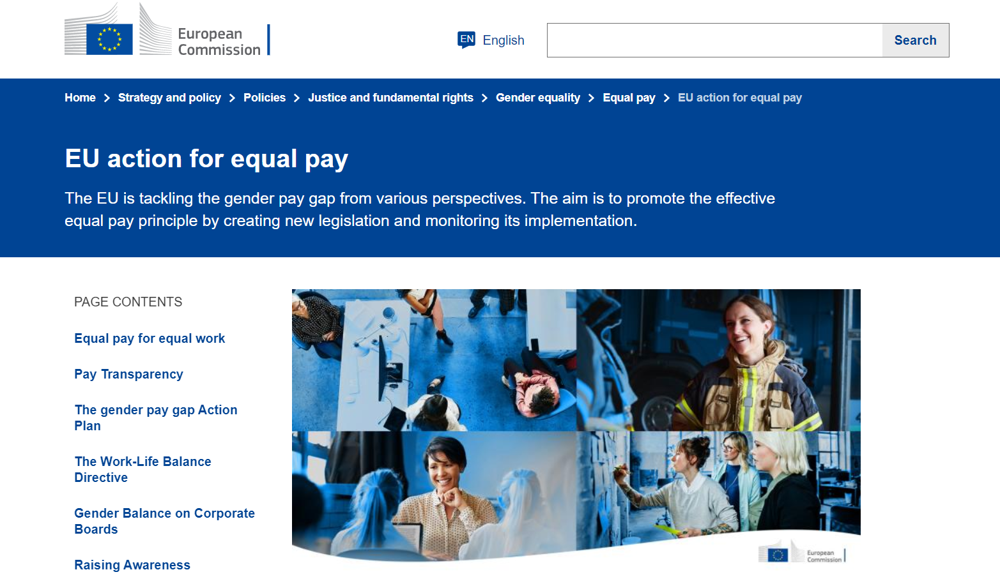 European
Commission
EN English
Search
Home > Strategy and policy > Policies > Justice and fundamental rights > Gender equality > Equal pay > EU action for equal pay
EU action for equal pay
The EU is tackling the gender pay gap from various perspectives. The aim is to promote the effective
equal pay principle by creating new legislation and monitoring its implementation.
PAGE CONTENTS
Equal pay for equal work
Pay Transparency
The gender pay gap Action
Plan
The Work-Life Balance
Directive
Gender Balance on Corporate
Boards
Raising Awareness
European
Commission